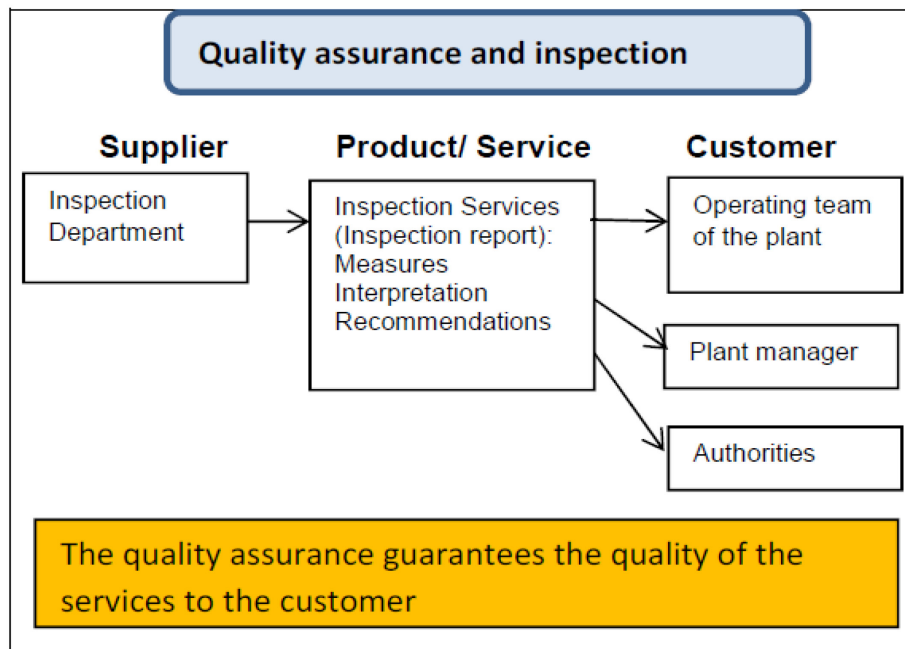 Quality assurance and inspection
Supplier
Product/ Service
Customer
Inspection
Department
Inspection Services
(Inspection report):
Measures
Interpretation
Recommendations
Operating team
of the plant
Plant manager
Authorities
The quality assurance guarantees the quality of the
services to the customer